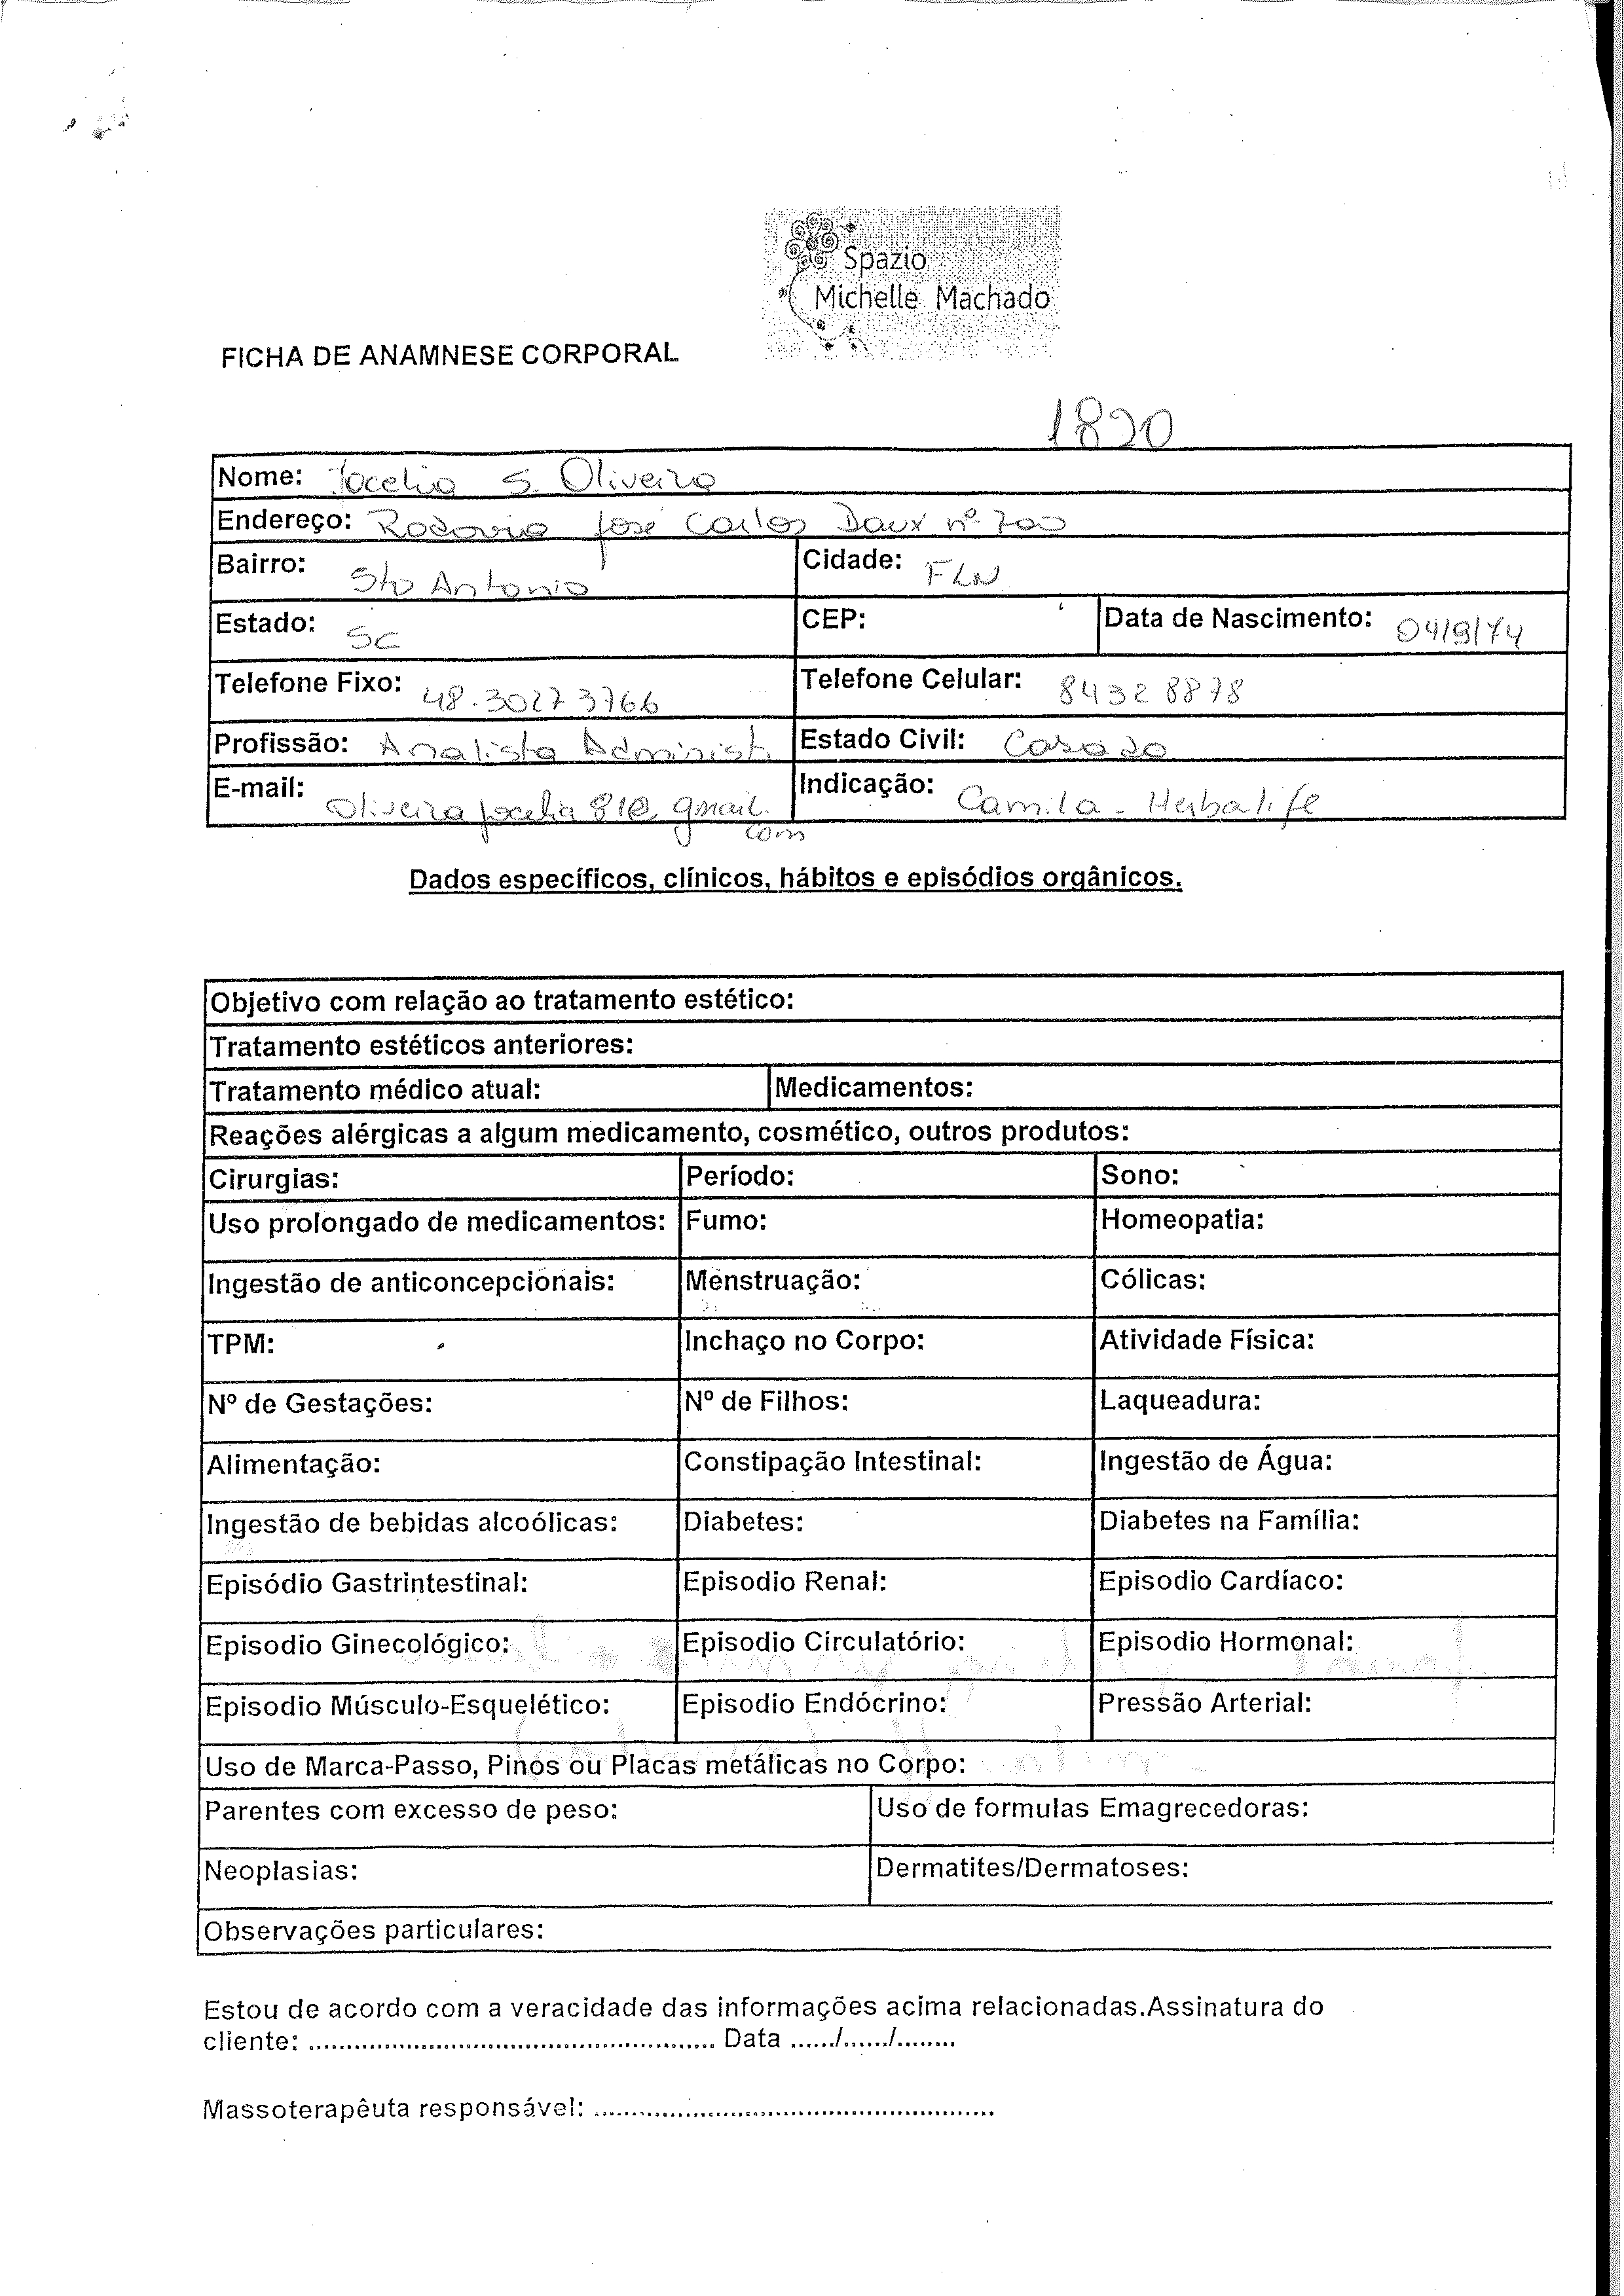 Spazio
Michelle Machado
FICHA DE ANAMNESE CORPORAL
1820
Nome: Jocelia S. Oliveira
Endereço: Rodovia José Carlos Daux nº 700
Bairro: Sto Antonio Cidade: FLN
Estado: SC CEP: Data de Nascimento: 04/9/74
Telefone Fixo: 48.30273766 Telefone Celular: 84328878
Profissão: Analista Administ. Estado Civil: Casado
E-mail: Oliveirajocelia81@gmail. Indicação: Camila - Herbalife
com
Dados específicos, clínicos, hábitos e episódios orgânicos.
Objetivo com relação ao tratamento estético:
Tratamento estéticos anteriores:
Tratamento médico atual: Medicamentos:
Reações alérgicas a algum medicamento, cosmético, outros produtos:
Cirurgias: Período: Sono:
Uso prolongado de medicamentos: Fumo: Homeopatia:
Ingestão de anticoncepcionais: Menstruação: Cólicas:
TPM: Inchaço no Corpo: Atividade Física:
Nº de Gestações: Nº de Filhos: Laqueadura:
Alimentação: Constipação Intestinal: Ingestão de Água:
Ingestão de bebidas alcoólicas: Diabetes: Diabetes na Família:
Episódio Gastrintestinal: Episodio Renal: Episodio Cardíaco:
Episodio Ginecológico: Episodio Circulatório: Episodio Hormonal:
Episodio Músculo-Esquelético: Episodio Endócrino: Pressão Arterial:
Uso de Marca-Passo, Pinos ou Placas metálicas no Corpo:
Parentes com excesso de peso: Uso de formulas Emagrecedoras:
Neoplasias: Dermatites/Dermatoses:
Observações particulares:
Estou de acordo com a veracidade das informações acima relacionadas.Assinatura do
cliente: ...................................................... Data ....../....../........
Massoterapêuta responsável: .....................................................